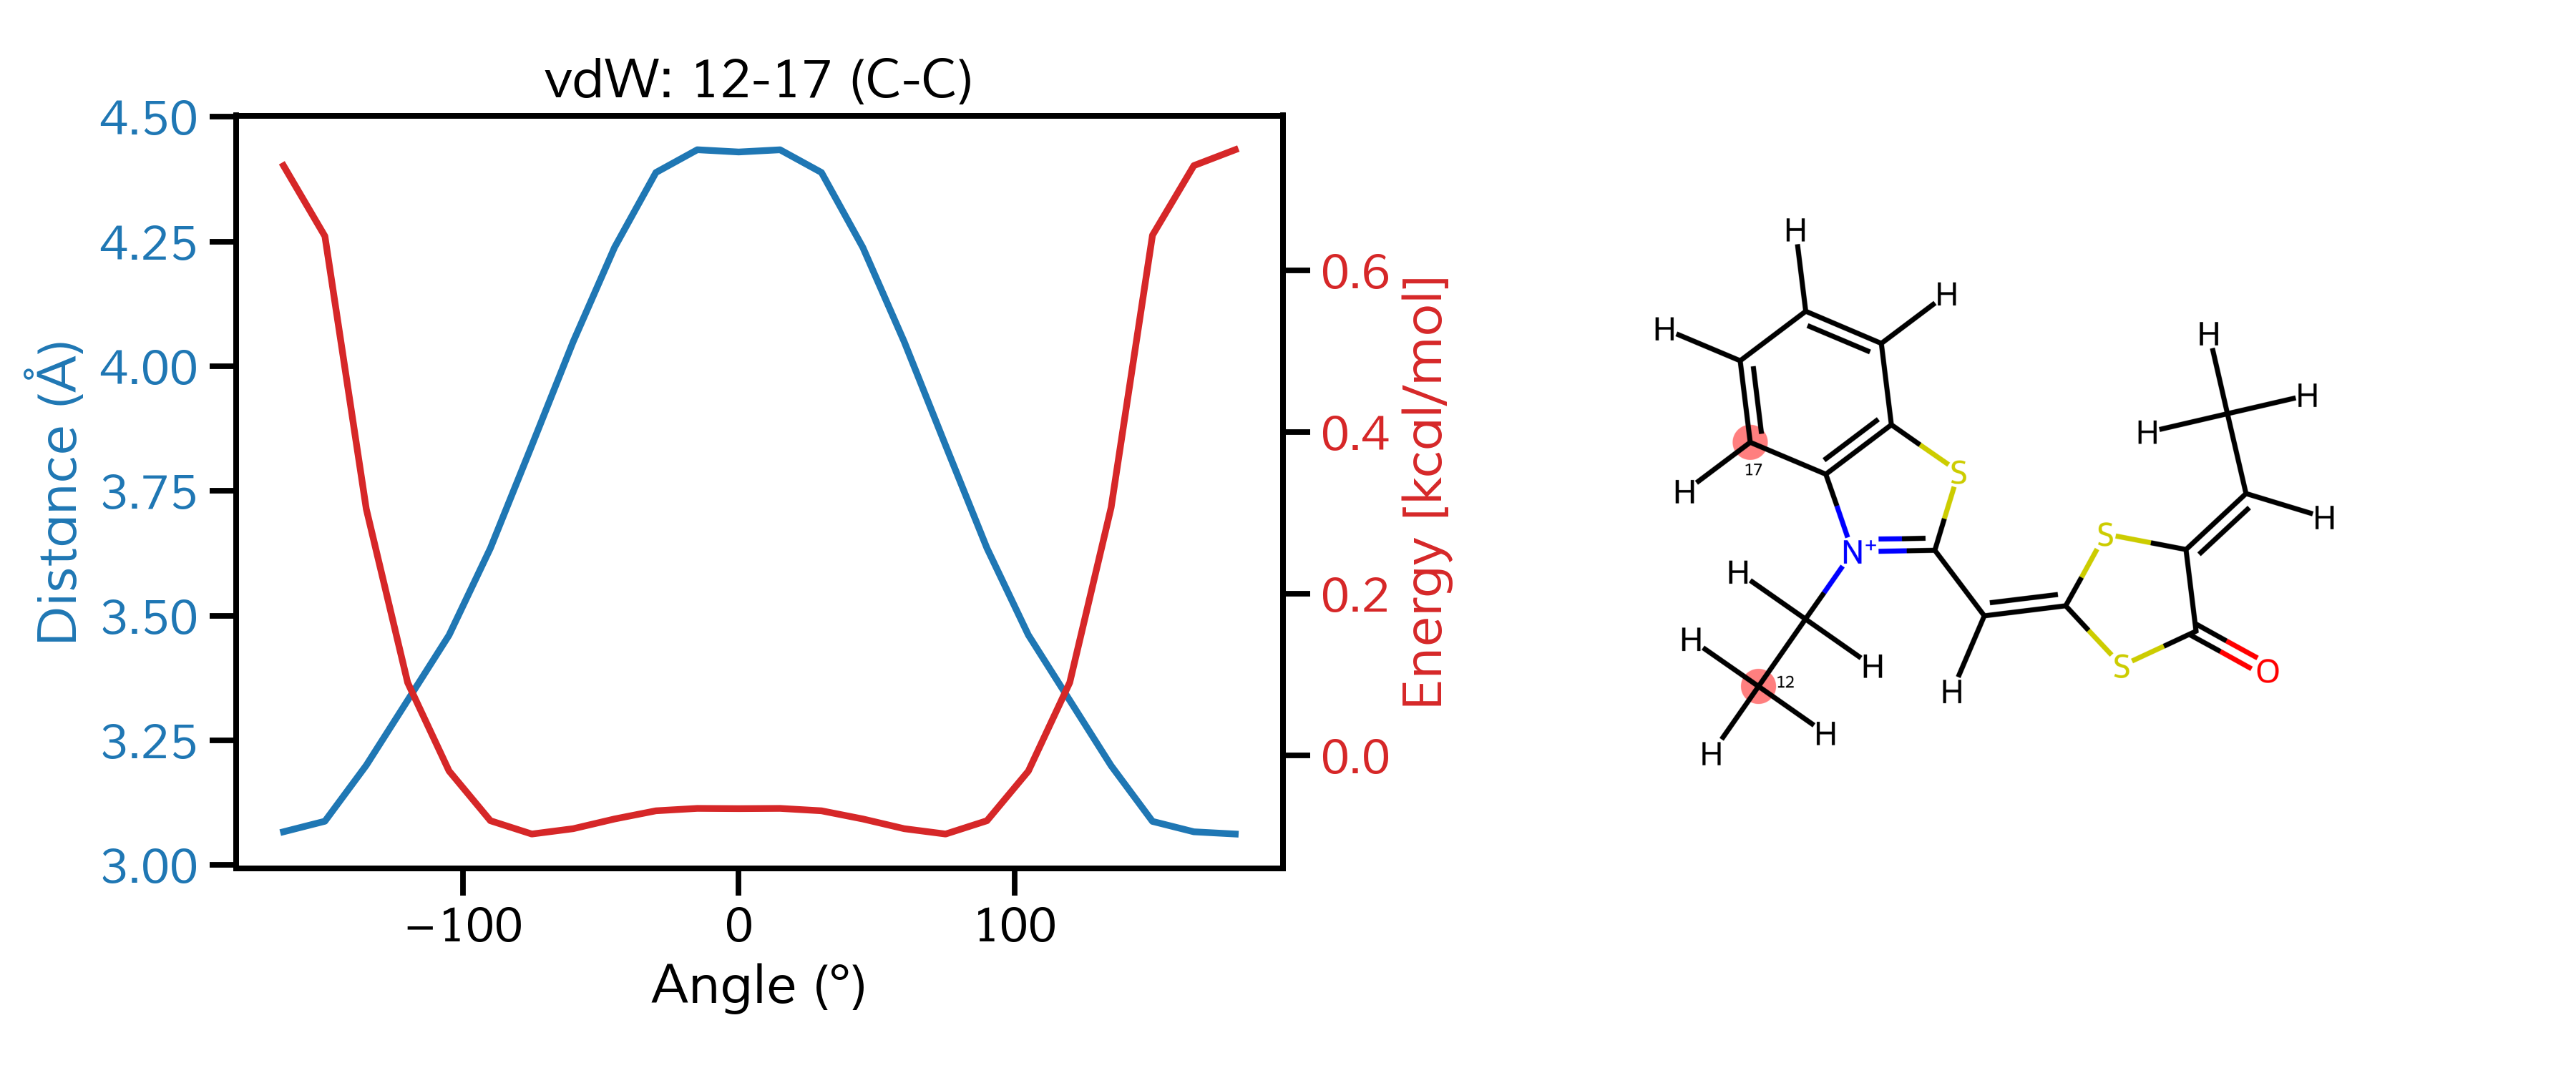 vdW: 12-17 (C-C)
4.50
4.25
4.00
3.75
3.50
3.25
3.00
Distance (Å)
−100
0
100
Angle (°)
0.6
0.4
0.2
0.0
Energy [kcal/mol]
H
H
H
H
H
H
H
17
H
S
H
S
N⁺
H
H
S
O
H
12
H
H
H